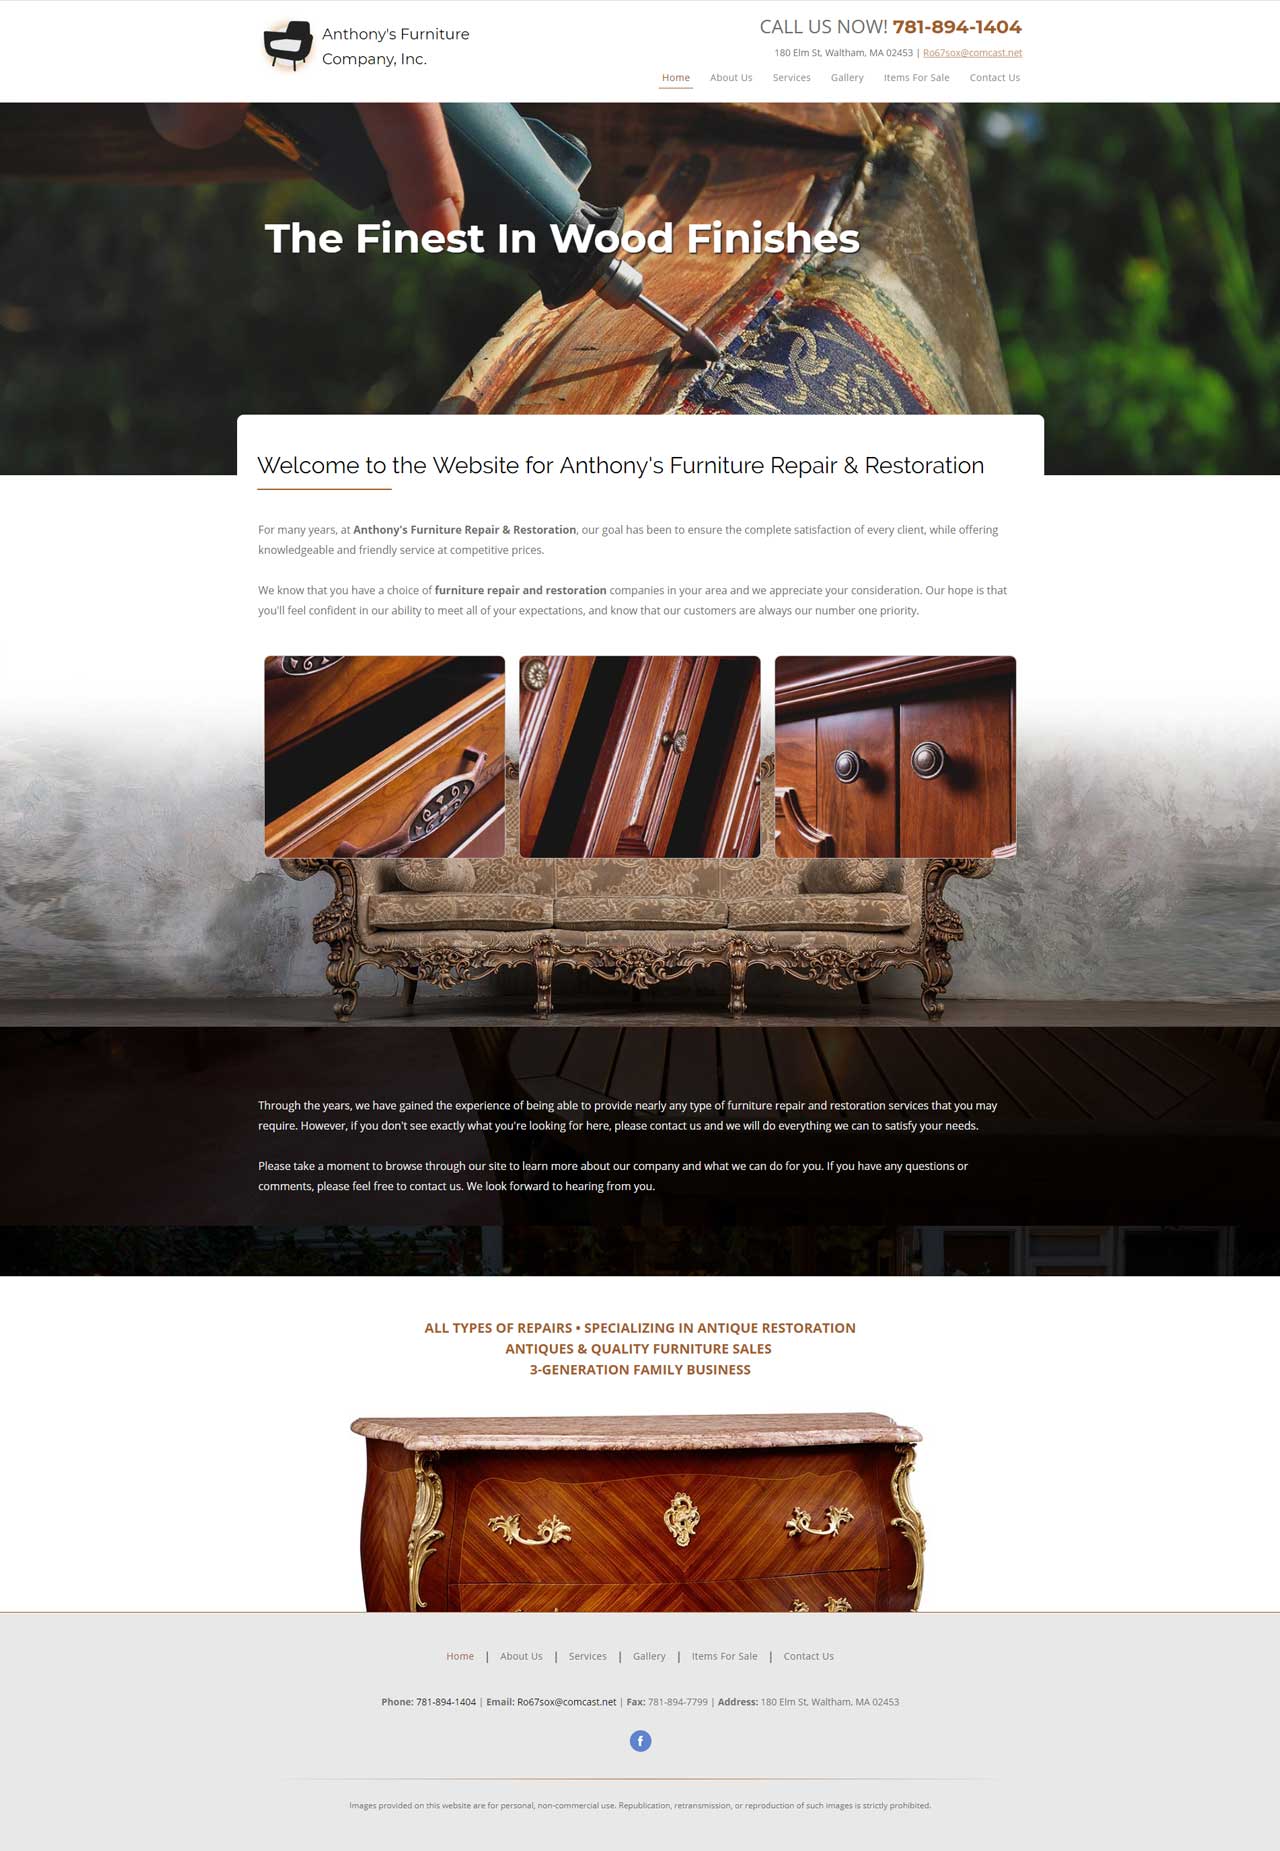 Anthony's Furniture
Company, Inc.
CALL US NOW! 781-894-1404
180 Elm St, Waltham, MA 02453 | Ro67sox@comcast.net
Home About Us Services Gallery Items For Sale Contact Us
The Finest In Wood Finishes
Welcome to the Website for Anthony's Furniture Repair & Restoration
For many years, at Anthony's Furniture Repair & Restoration, our goal has been to ensure the complete satisfaction of every client, while offering
knowledgeable and friendly service at competitive prices.
We know that you have a choice of furniture repair and restoration companies in your area and we appreciate your consideration. Our hope is that
you'll feel confident in our ability to meet all of your expectations, and know that our customers are always our number one priority.
Through the years, we have gained the experience of being able to provide nearly any type of furniture repair and restoration services that you may
require. However, if you don't see exactly what you're looking for here, please contact us and we will do everything we can to satisfy your needs.
Please take a moment to browse through our site to learn more about our company and what we can do for you. If you have any questions or
comments, please feel free to contact us. We look forward to hearing from you.
ALL TYPES OF REPAIRS • SPECIALIZING IN ANTIQUE RESTORATION
ANTIQUES & QUALITY FURNITURE SALES
3-GENERATION FAMILY BUSINESS
Home | About Us | Services | Gallery | Items For Sale | Contact Us
Phone: 781-894-1404 | Email: Ro67sox@comcast.net | Fax: 781-894-7799 | Address: 180 Elm St, Waltham, MA 02453
f
Images provided on this website are for personal, non-commercial use. Republication, retransmission, or reproduction of such images is strictly prohibited.